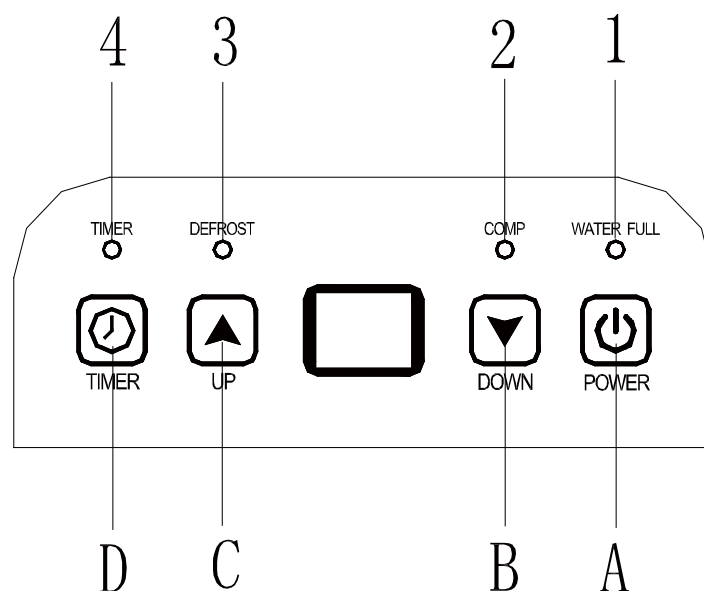 4 3 2 1
TIMER DEFROST COMP WATER FULL
TIMER UP DOWN POWER
D C B A